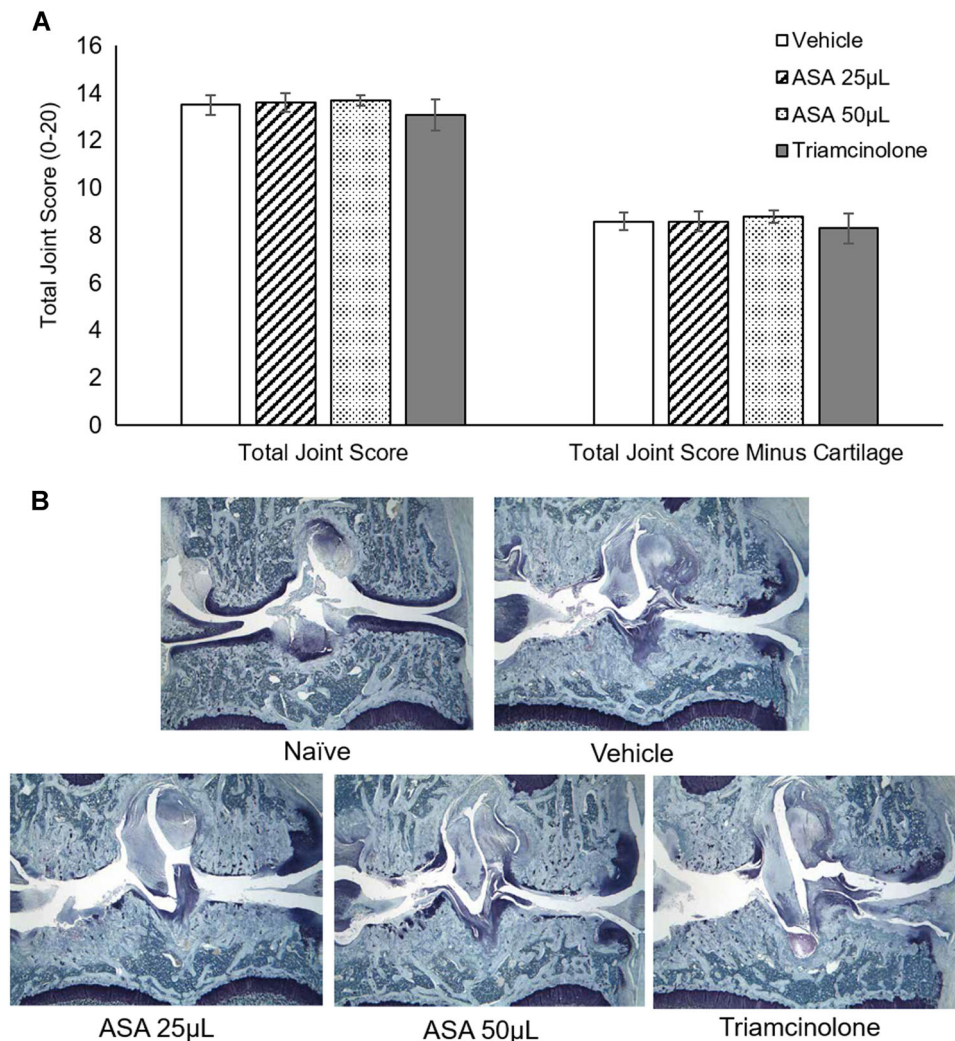 A
16
14
12
10
8
6
4
2
0
Total Joint Score (0-20)
Vehicle
ASA 25µL
ASA 50µL
Triamcinolone
Total Joint Score
Total Joint Score Minus Cartilage
B
Naïve
Vehicle
ASA 25µL
ASA 50µL
Triamcinolone